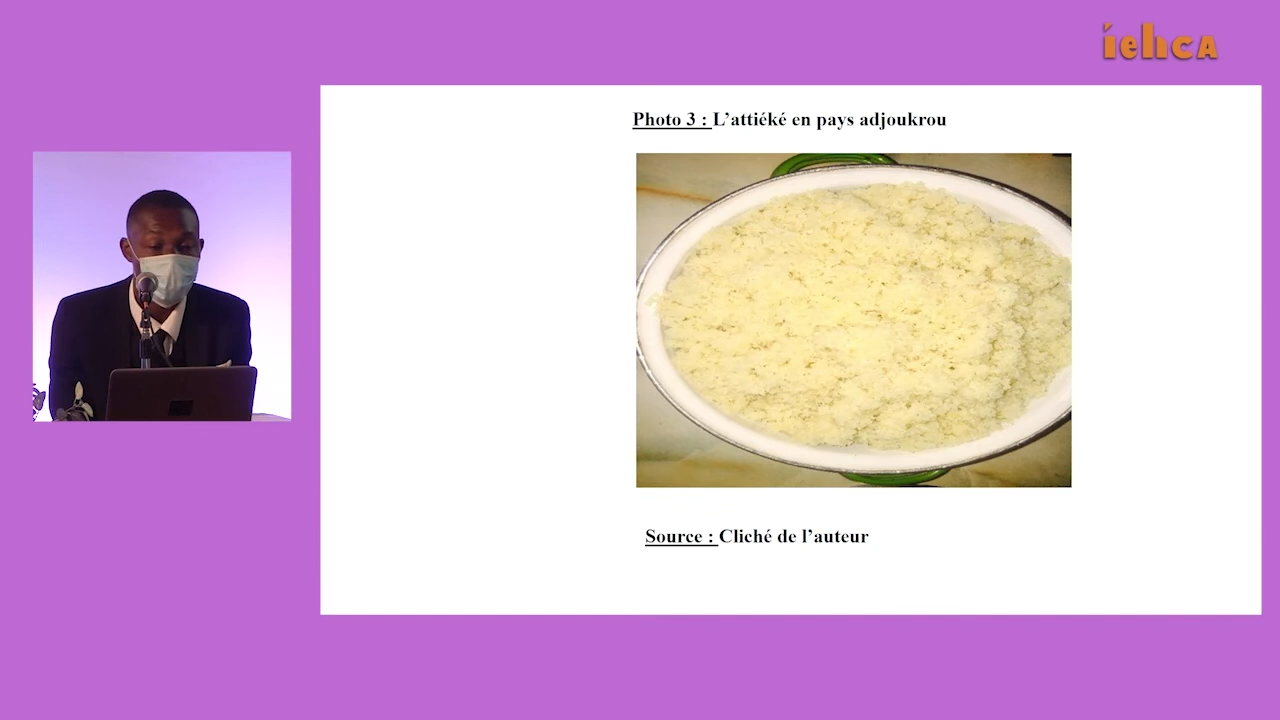 iehcA
Photo 3 : L’attiéké en pays adjoukrou
Source : Cliché de l’auteur